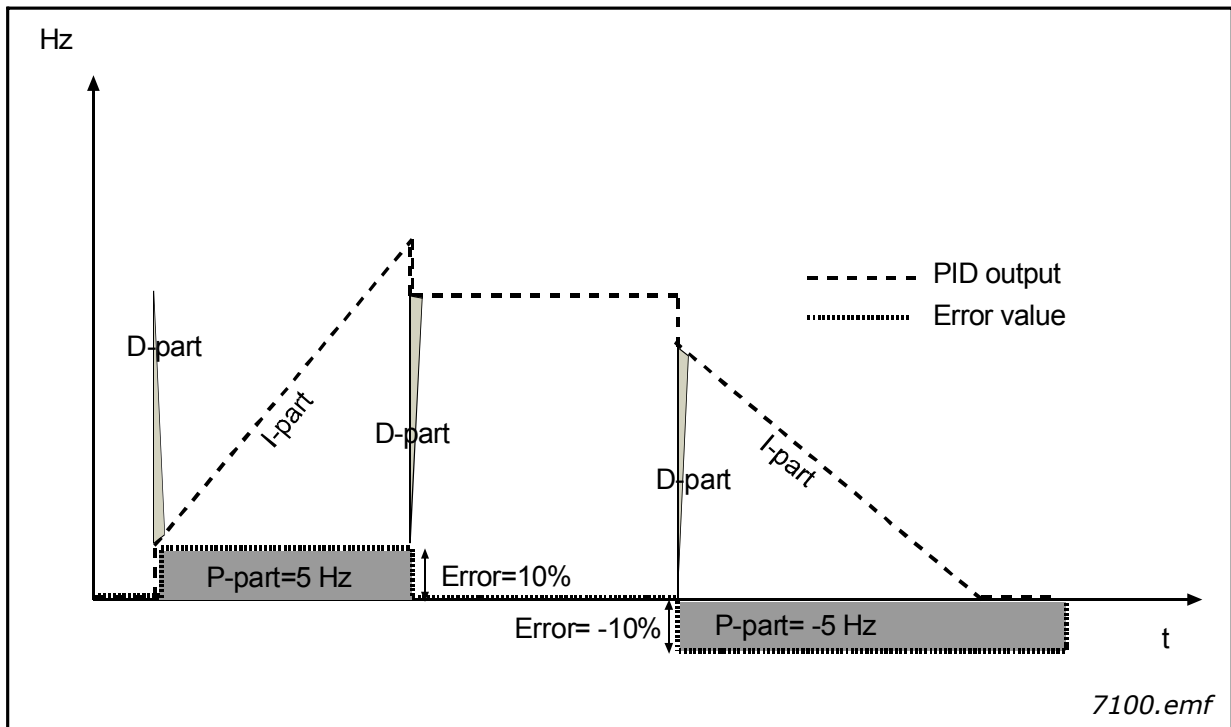 Hz
PID output
Error value
D-part
I-part
D-part
I-part
D-part
P-part=5 Hz
Error=10%
Error= -10%
P-part= -5 Hz
t
7100.emf